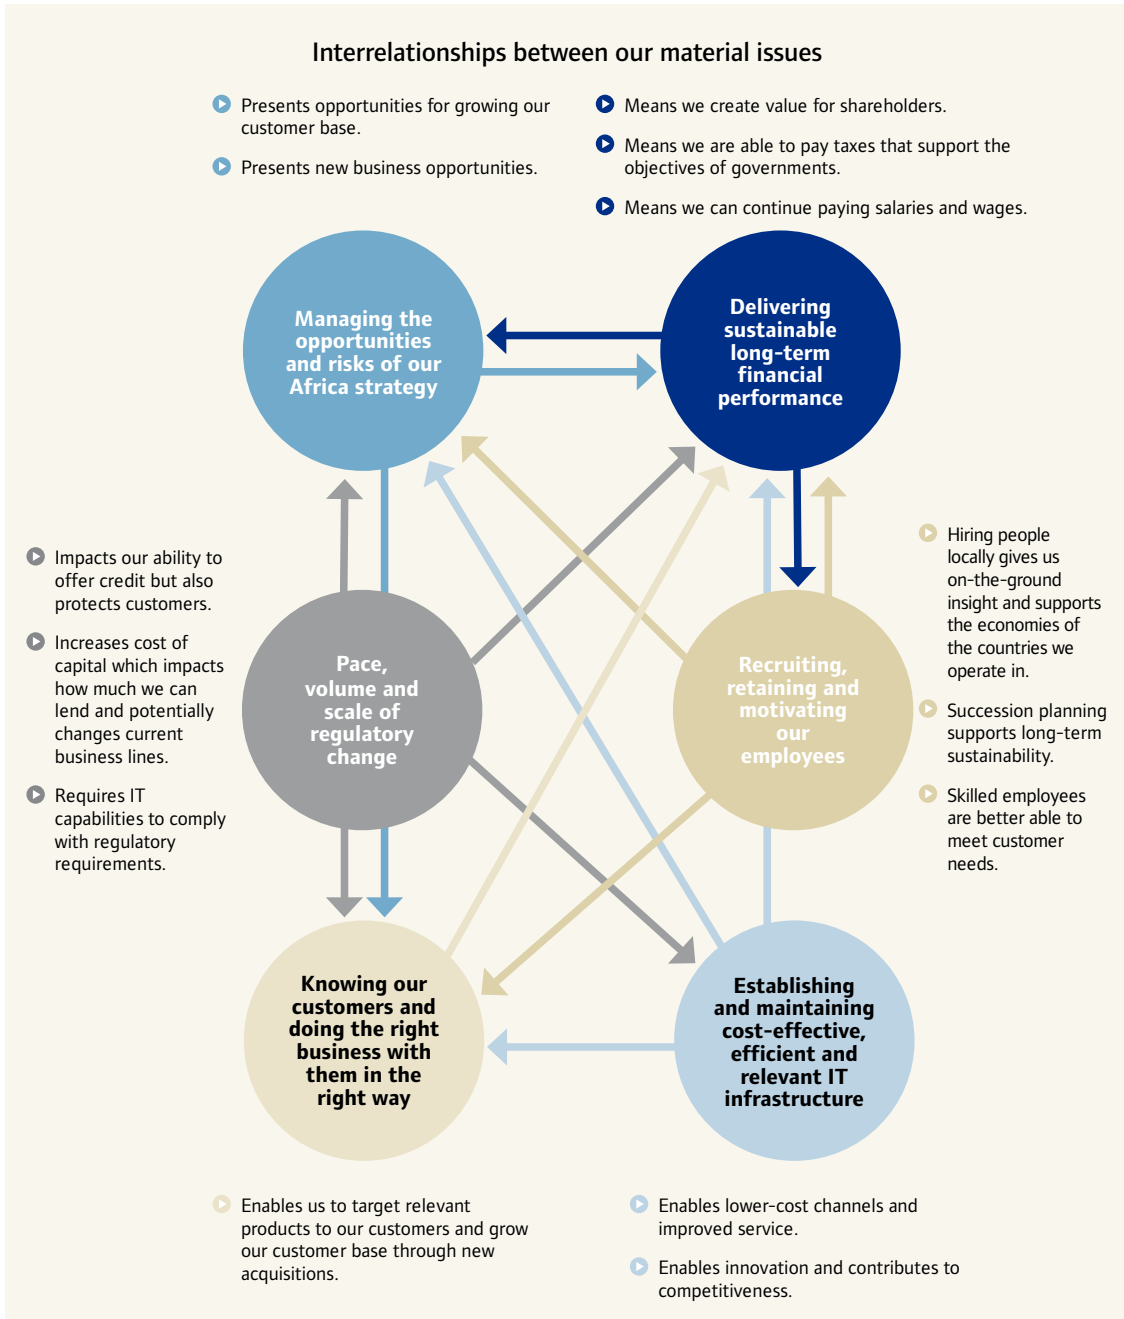 Interrelationships between our material issues
Presents opportunities for growing our
customer base.
Presents new business opportunities.
Means we create value for shareholders.
Means we are able to pay taxes that support the
objectives of governments.
Means we can continue paying salaries and wages.
Managing the
opportunities
and risks of our
Africa strategy
Delivering
sustainable
long-term
financial
performance
Impacts our ability to
offer credit but also
protects customers.
Increases cost of
capital which impacts
how much we can
lend and potentially
changes current
business lines.
Requires IT
capabilities to comply
with regulatory
requirements.
Pace,
volume and
scale of
regulatory
change
Recruiting,
retaining and
motivating
our
employees
Hiring people
locally gives us
on-the-ground
insight and supports
the economies of
the countries we
operate in.
Succession planning
supports long-term
sustainability.
Skilled employees
are better able to
meet customer
needs.
Knowing our
customers and
doing the right
business with
them in the
right way
Establishing
and maintaining
cost-effective,
efficient and
relevant IT
infrastructure
Enables us to target relevant
products to our customers and grow
our customer base through new
acquisitions.
Enables lower-cost channels and
improved service.
Enables innovation and contributes to
competitiveness.